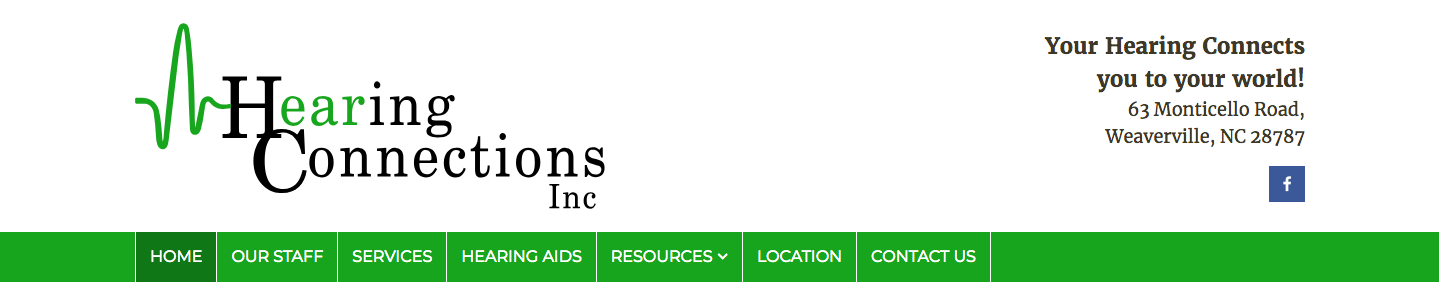 Hearing
Connections
Inc
Your Hearing Connects
you to your world!
63 Monticello Road,
Weaverville, NC 28787
f
HOME OUR STAFF SERVICES HEARING AIDS RESOURCES LOCATION CONTACT US